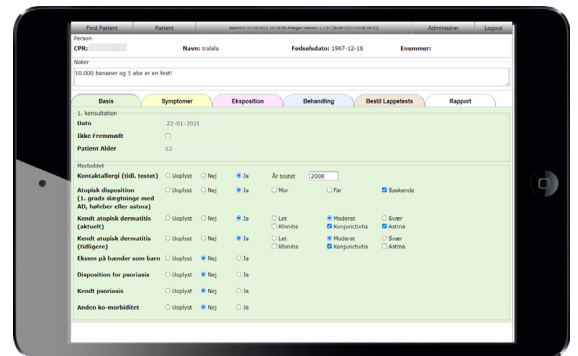 Find Patient Patient Administrer Logout
Person
CPR: Navn: tralala Fødselsdato: 1967-12-16 Enummer:
Noter
10.000 bananer og 1 abe er en fest!
Basis Symptomer Eksposition Behandling Bestil Lappetests Rapport
1. konsultation
Dato 22-01-2021
Ikke Fremmødt
Patient Alder 53
Morbiditet
Kontaktallergi (tidl. testet) Uoplyst Nej Ja År testet 2008
Atopisk disposition Uoplyst Nej Ja Mor Far Søskende
(1. grads slægtninge med
AD, høfeber eller astma)
Kendt atopisk dermatitis Uoplyst Nej Ja Let Moderat Svær
(aktuelt) Rhinitis Konjunctivtis Astma
Kendt atopisk dermatitis Uoplyst Nej Ja Let Moderat Svær
(tidligere) Rhinitis Konjunctivtis Astma
Eksem på hænder som barn Uoplyst Nej Ja
Disposition for psoriasis Uoplyst Nej Ja
Kendt psoriasis Uoplyst Nej Ja
Anden ko-morbiditet Uoplyst Nej Ja